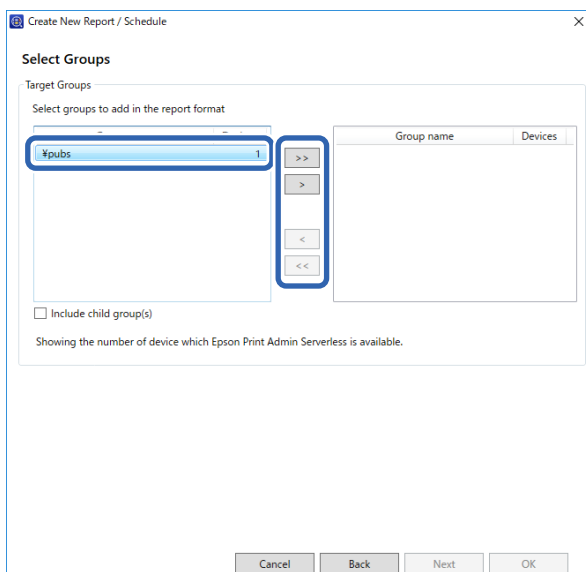 Create New Report / Schedule
Select Groups
Target Groups
Select groups to add in the report format
Group name Devices
¥pubs 1
>>
>
<
<<
Include child group(s)
Showing the number of device which Epson Print Admin Serverless is available.
Cancel Back Next OK